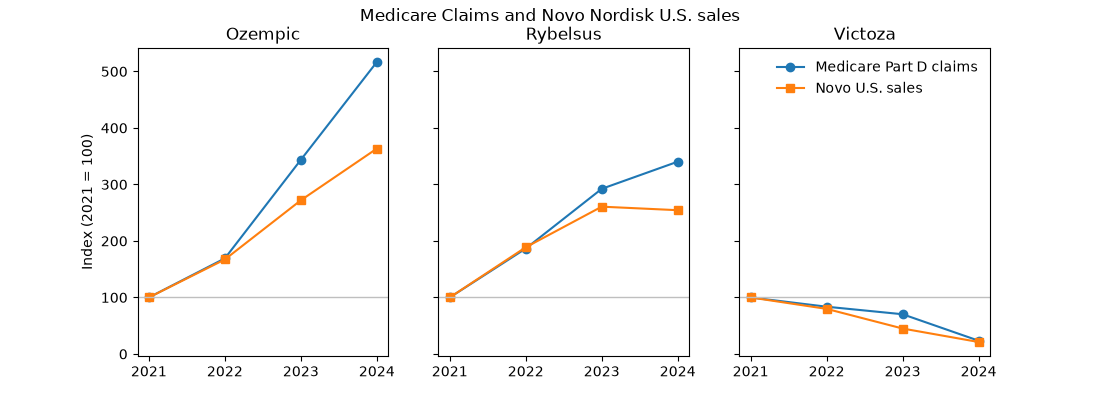 Medicare Claims and Novo Nordisk U.S. sales
Ozempic
Rybelsus
Victoza
Index (2021 = 100)
500
400
300
200
100
0
2021 2022 2023 2024
2021 2022 2023 2024
2021 2022 2023 2024
Medicare Part D claims
Novo U.S. sales